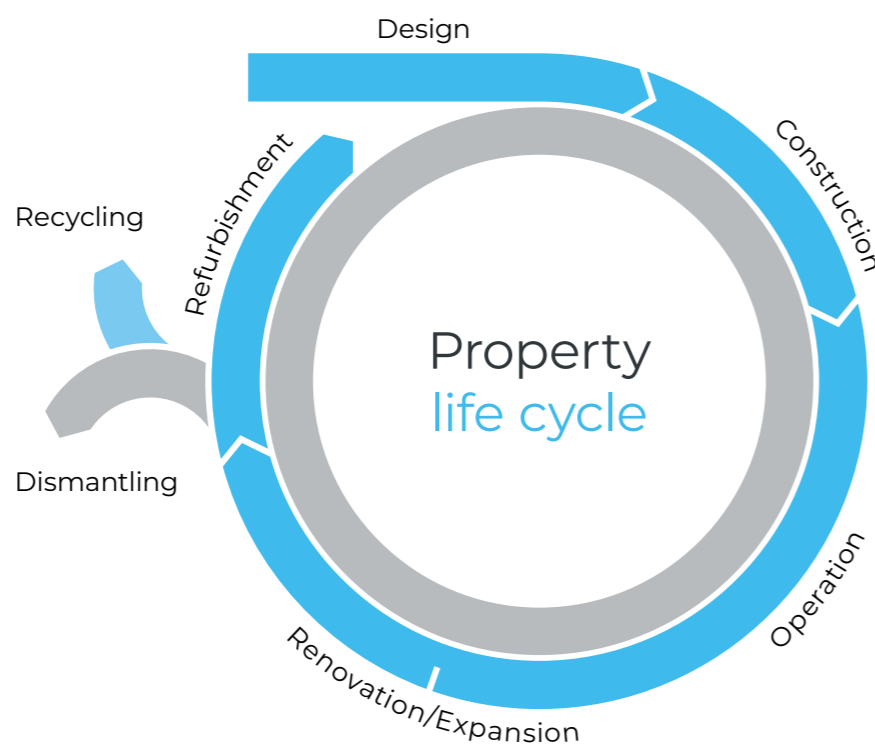 Design
Construction
Operation
Renovation/Expansion
Refurbishment
Recycling
Dismantling
Property
life cycle